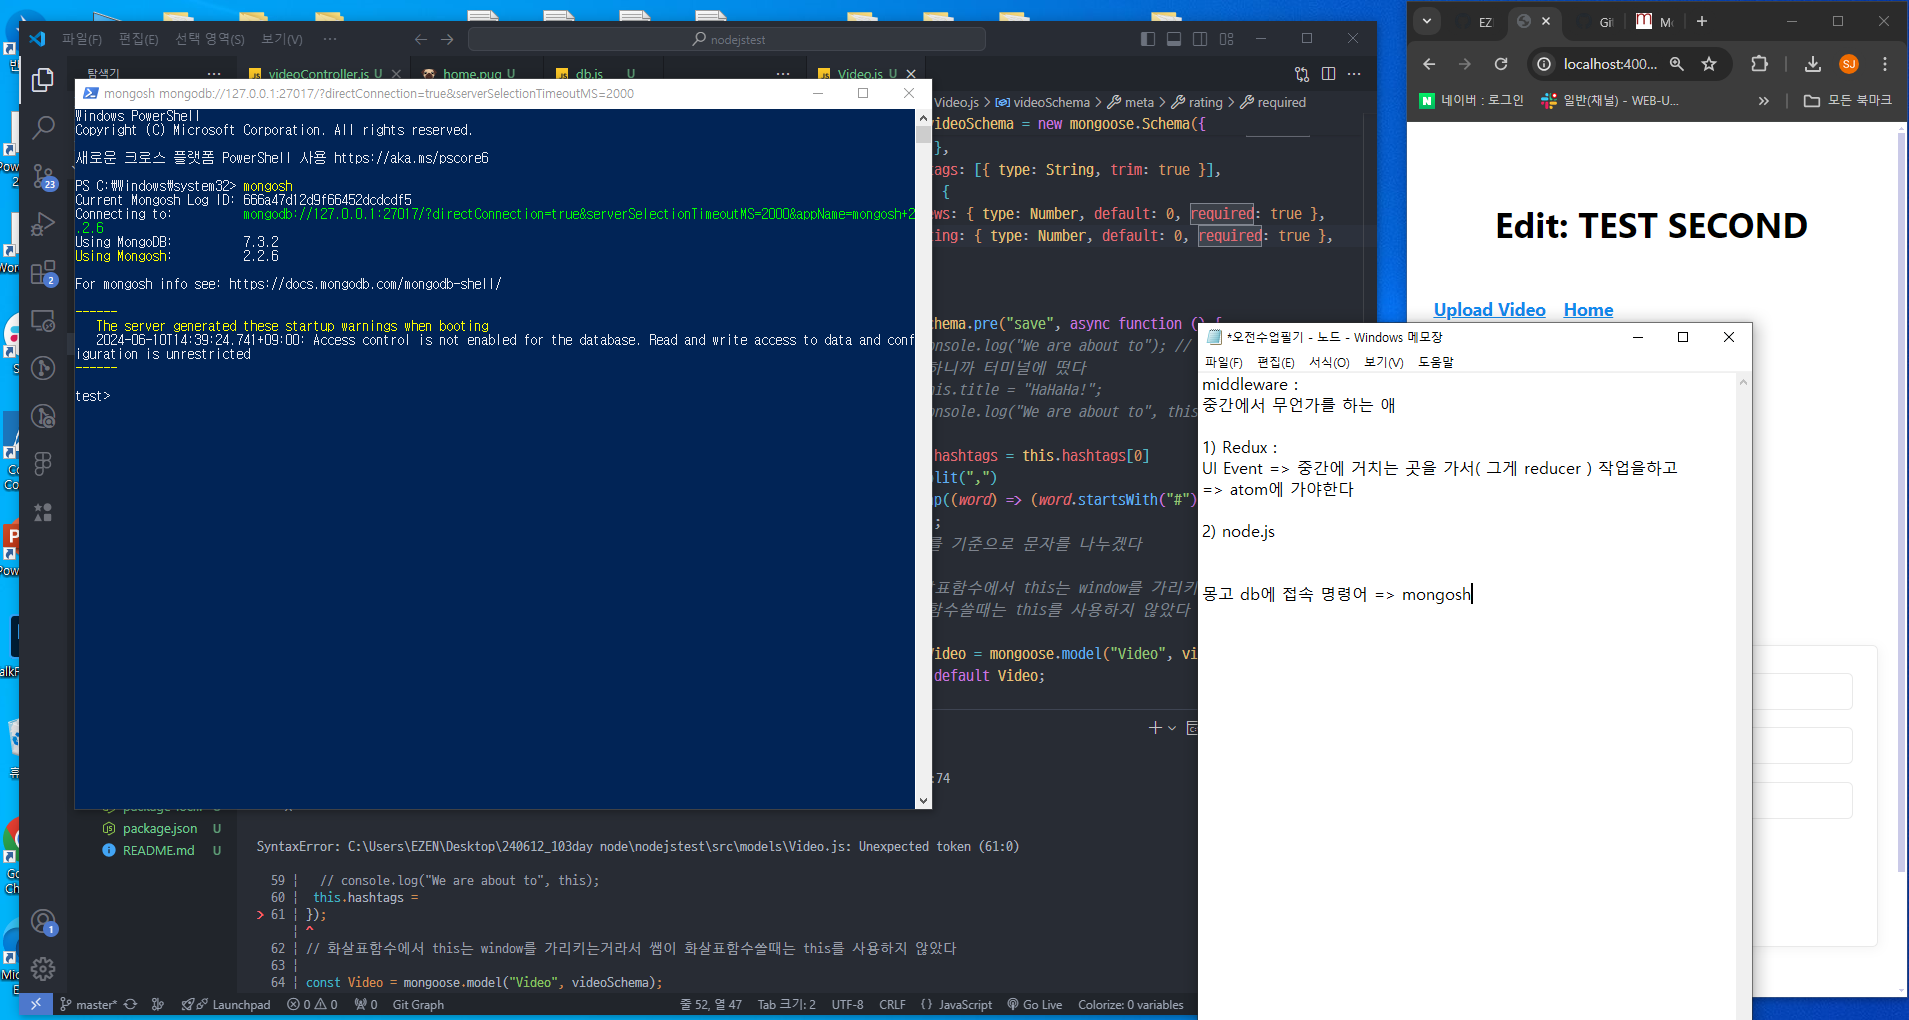 파일(F) 편집(E) 선택 영역(S) 보기(V) ···
nodejstest
탐색기
videoController.js U
home.pug U
db.js U
Video.js U
mongosh mongodb://127.0.0.1:27017/?directConnection=true&serverSelectionTimeoutMS=2000
Windows PowerShell
Copyright (C) Microsoft Corporation. All rights reserved.
새로운 크로스 플랫폼 PowerShell 사용 https://aka.ms/pscore6
PS C:\Windows\system32> mongosh
Current Mongosh Log ID: 666a47d12d9f66452dcdcdf5
Connecting to: mongodb://127.0.0.1:27017/?directConnection=true&serverSelectionTimeoutMS=2000&appName=mongosh+2
.2.6
Using MongoDB: 7.3.2
Using Mongosh: 2.2.6
For mongosh info see: https://docs.mongodb.com/mongodb-shell/
------
The server generated these startup warnings when booting
2024-06-10T14:39:24.741+09:00: Access control is not enabled for the database. Read and write access to data and conf
iguration is unrestricted
------
test>
Video.js > videoSchema > meta > rating > required
videoSchema = new mongoose.Schema({
},
tags: [{ type: String, trim: true }],
{
ws: { type: Number, default: 0, required: true },
ting: { type: Number, default: 0, required: true },
chema.pre("save", async function () {
onsole.log("We are about to"); //
하니까 터미널에 떴다
his.title = "HaHaHa!";
onsole.log("We are about to", this
hashtags = this.hashtags[0]
plit(",")
ap((word) => (word.startsWith("#")
;
를 기준으로 문자를 나누겠다
살표함수에서 this는 window를 가리키
함수쓸때는 this를 사용하지 않았다
Video = mongoose.model("Video", vi
default Video;
:74
package.json U
README.md U
SyntaxError: C:\Users\EZEN\Desktop\240612_103day node\nodejstest\src\models\Video.js: Unexpected token (61:0)
59 | // console.log("We are about to", this);
60 | this.hashtags =
> 61 | });
| ^
62 | // 화살표함수에서 this는 window를 가리키는거라서 쌤이 화살표함수쓸때는 this를 사용하지 않았다
63 |
64 | const Video = mongoose.model("Video", videoSchema);
master* Launchpad 0 0 0 Git Graph
줄 52, 열 47 Tab 크기: 2 UTF-8 CRLF {} JavaScript Go Live Colorize: 0 variables
23
2
1
EZ
Gi
localhost:400...
SJ
네이버 : 로그인 일반(채널) - WEB-U... » 모든 북마크
Edit: TEST SECOND
Upload Video Home
*오전수업필기 - 노드 - Windows 메모장
파일(F) 편집(E) 서식(O) 보기(V) 도움말
middleware :
중간에서 무언가를 하는 애
1) Redux :
UI Event => 중간에 거치는 곳을 가서( 그게 reducer ) 작업을하고
=> atom에 가야한다
2) node.js
몽고 db에 접속 명령어 => mongosh